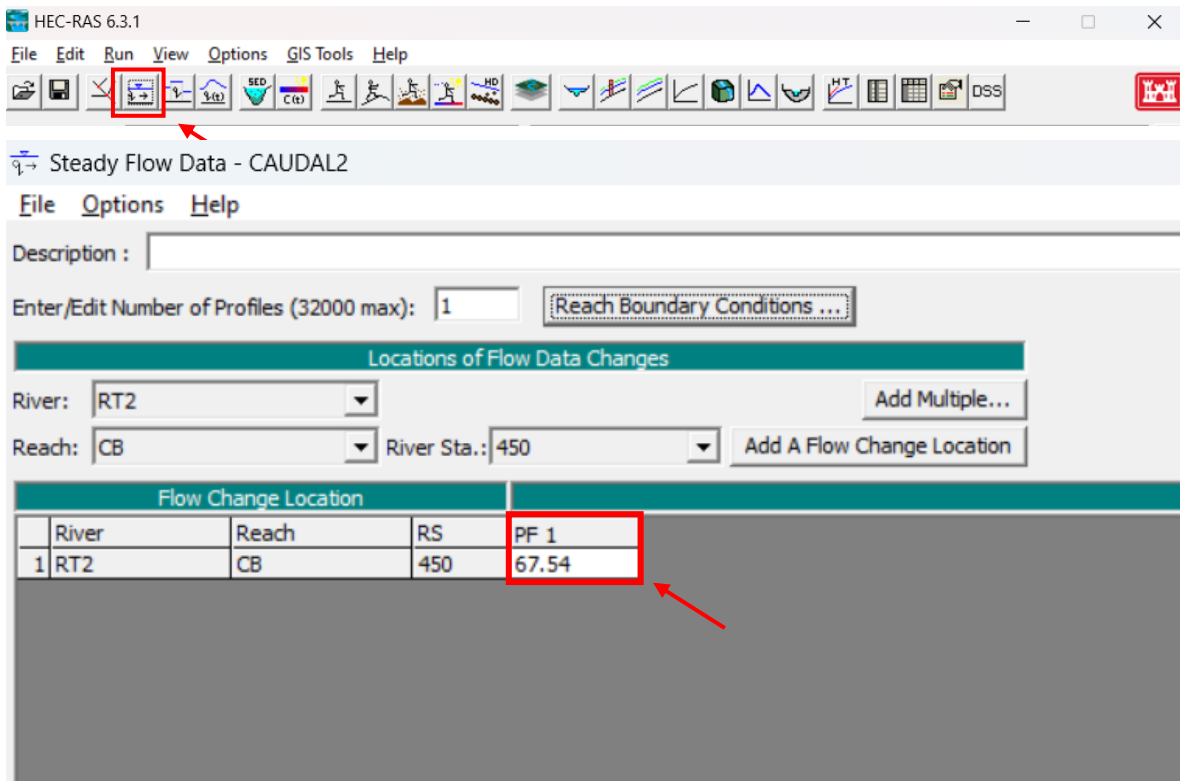 HEC-RAS 6.3.1
File Edit Run View Options GIS Tools Help
SED C(t) HD HT DSS
Steady Flow Data - CAUDAL2
File Options Help
Description :
Enter/Edit Number of Profiles (32000 max): 1 Reach Boundary Conditions ...
Locations of Flow Data Changes
River: RT2 Add Multiple...
Reach: CB River Sta.: 450 Add A Flow Change Location
Flow Change Location
River Reach RS PF 1
1 RT2 CB 450 67.54